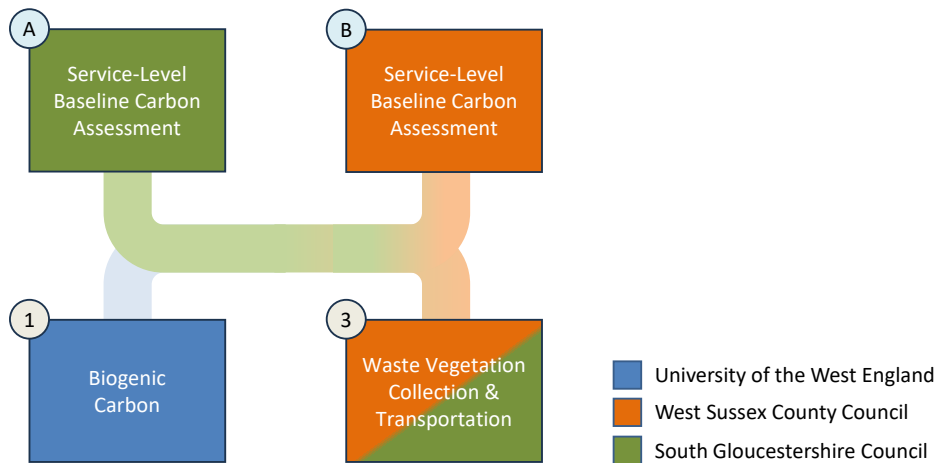 A
Service-Level
Baseline Carbon
Assessment
B
Service-Level
Baseline Carbon
Assessment
1
Biogenic
Carbon
3
Waste Vegetation
Collection &
Transportation
University of the West England
West Sussex County Council
South Gloucestershire Council